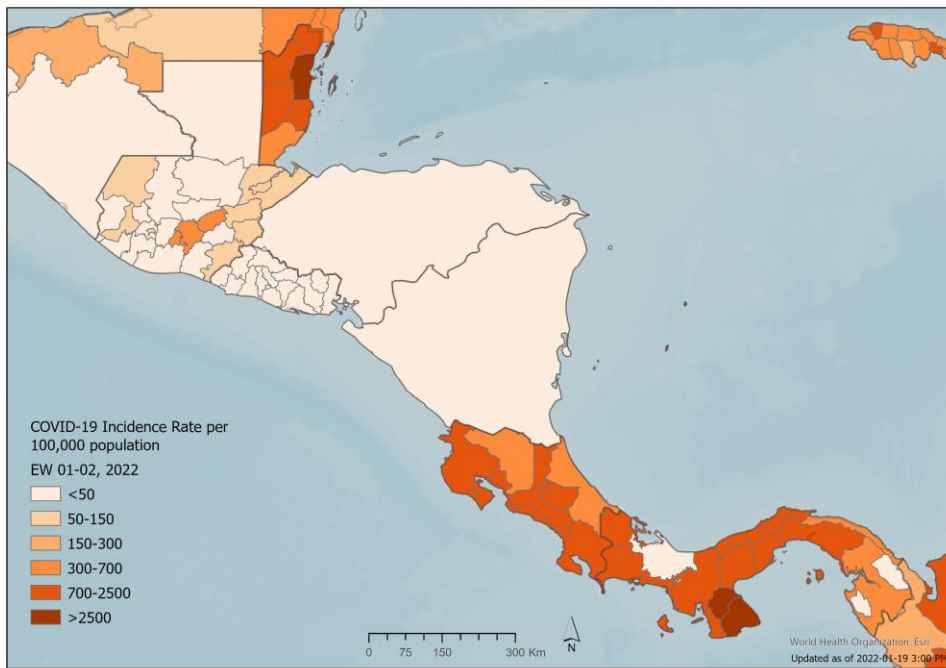 COVID-19 Incidence Rate per
100,000 population
EW 01-02, 2022
<50
50-150
150-300
300-700
700-2500
>2500
0 75 150 300 Km
N
World Health Organization, Esri
Updated as of 2022-01-19 3:00 PM